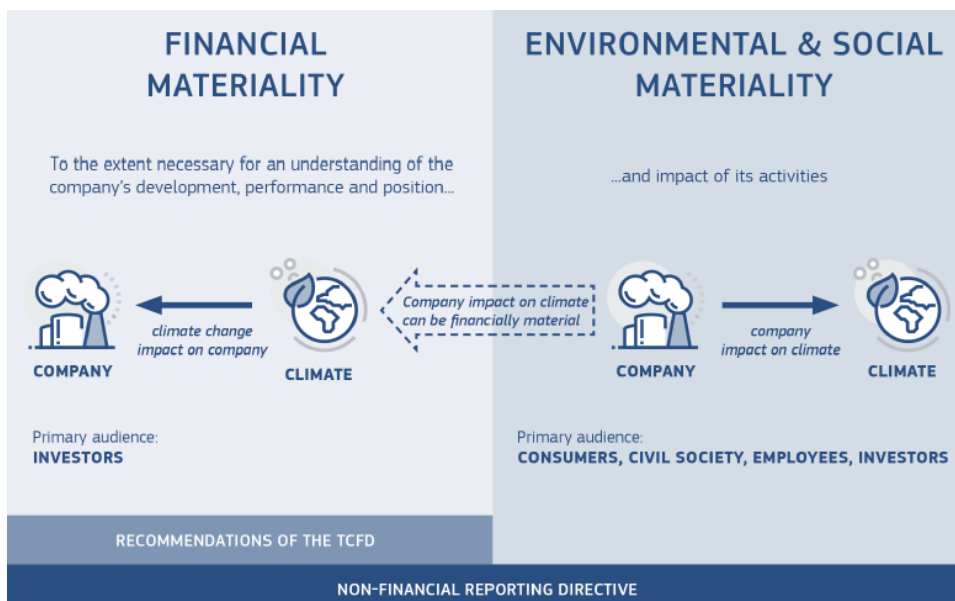 FINANCIAL
MATERIALITY
To the extent necessary for an understanding of the
company's development, performance and position...
climate change
impact on company
COMPANY
CLIMATE
Primary audience:
INVESTORS
RECOMMENDATIONS OF THE TCFD
Company impact on climate
can be financially material
ENVIRONMENTAL & SOCIAL
MATERIALITY
...and impact of its activities
company
impact on climate
COMPANY
CLIMATE
Primary audience:
CONSUMERS, CIVIL SOCIETY, EMPLOYEES, INVESTORS
NON-FINANCIAL REPORTING DIRECTIVE